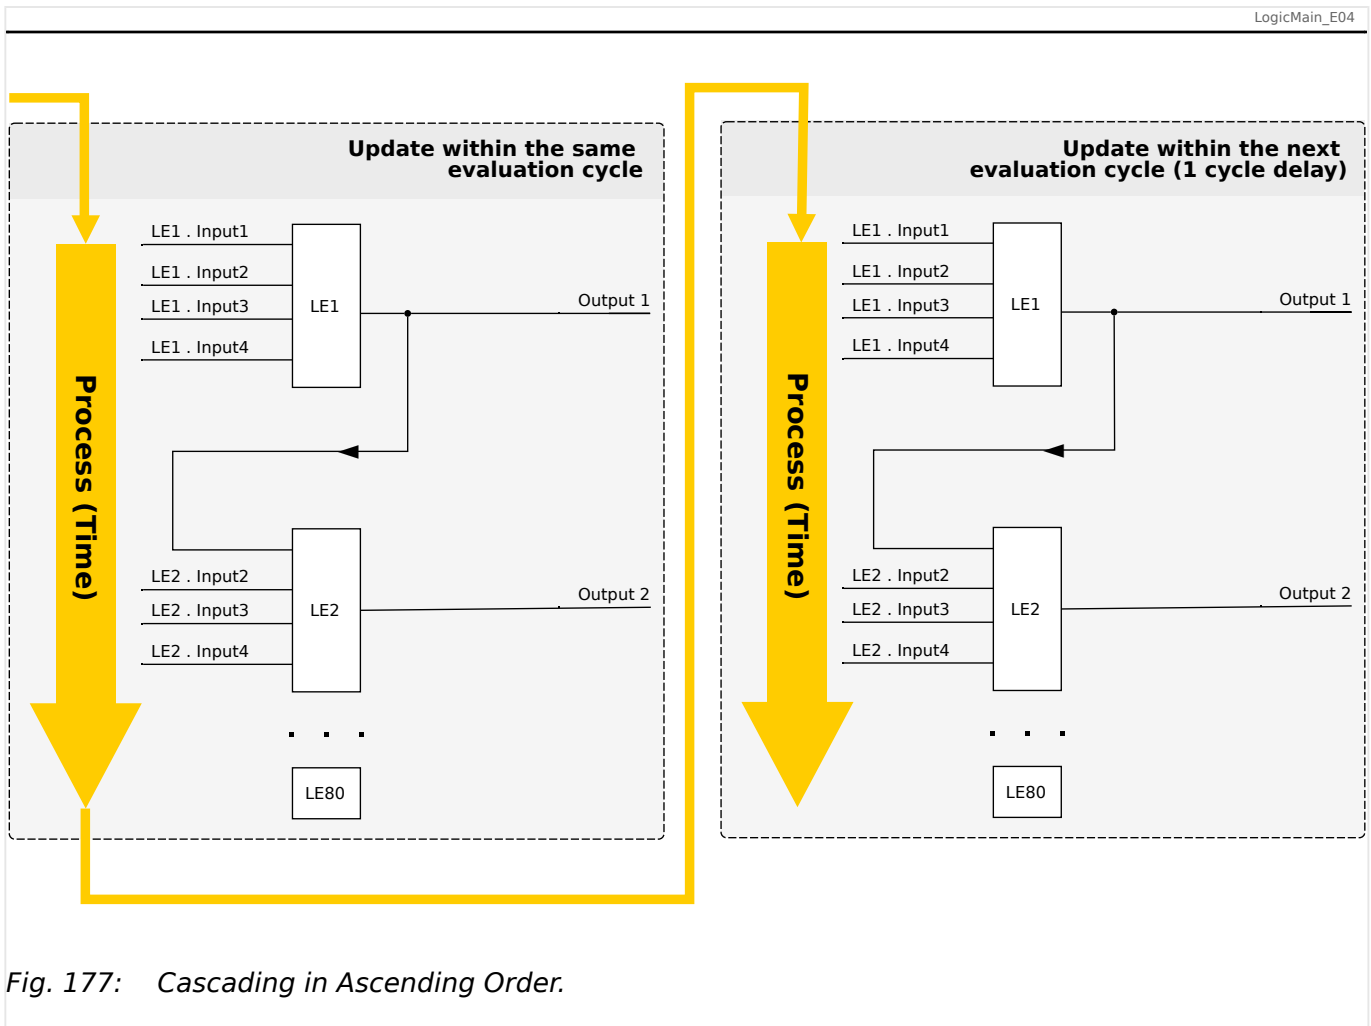 LogicMain_E04
Update within the same
evaluation cycle
LE1 . Input1
LE1 . Input2
LE1 . Input3
LE1 . Input4
LE1
Output 1
Process (Time)
LE2 . Input2
LE2 . Input3
LE2 . Input4
LE2
Output 2
. . .
LE80
Update within the next
evaluation cycle (1 cycle delay)
LE1 . Input1
LE1 . Input2
LE1 . Input3
LE1 . Input4
LE1
Output 1
Process (Time)
LE2 . Input2
LE2 . Input3
LE2 . Input4
LE2
Output 2
. . .
LE80
Fig. 177: Cascading in Ascending Order.